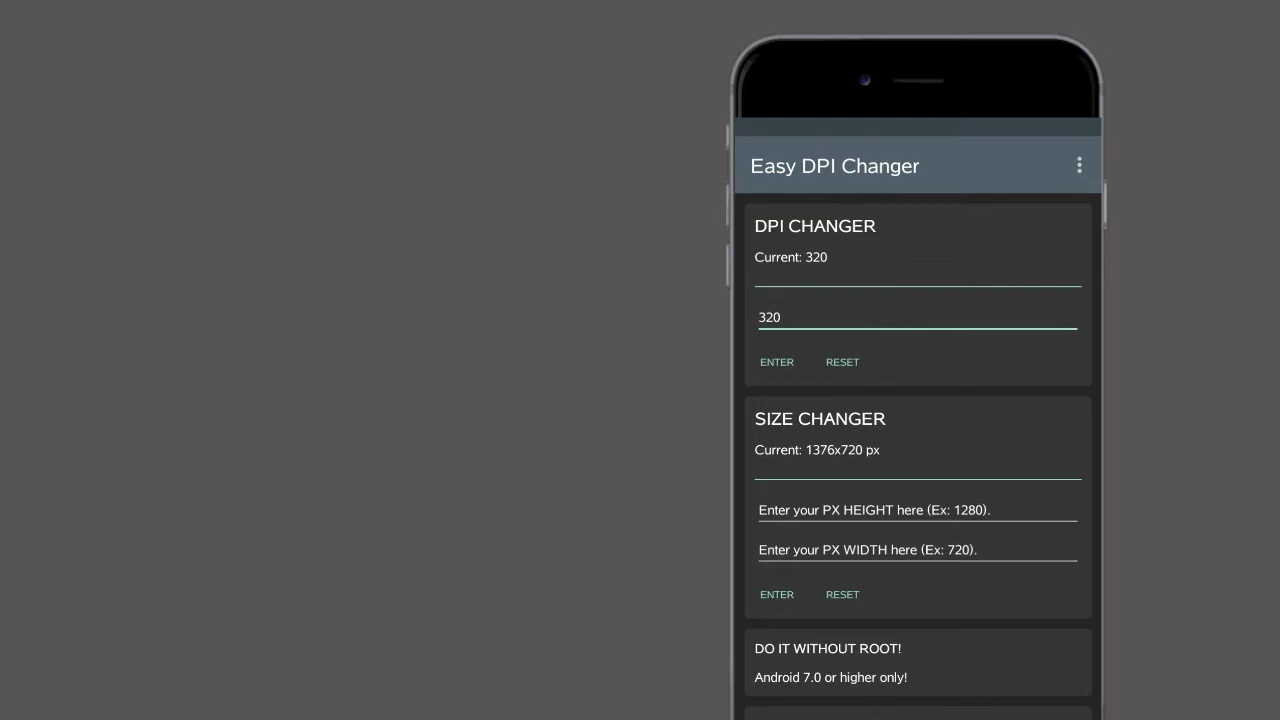 Easy DPI Changer
DPI CHANGER
Current: 320
320
ENTER RESET
SIZE CHANGER
Current: 1376x720 px
Enter your PX HEIGHT here (Ex: 1280).
Enter your PX WIDTH here (Ex: 720).
ENTER RESET
DO IT WITHOUT ROOT!
Android 7.0 or higher only!